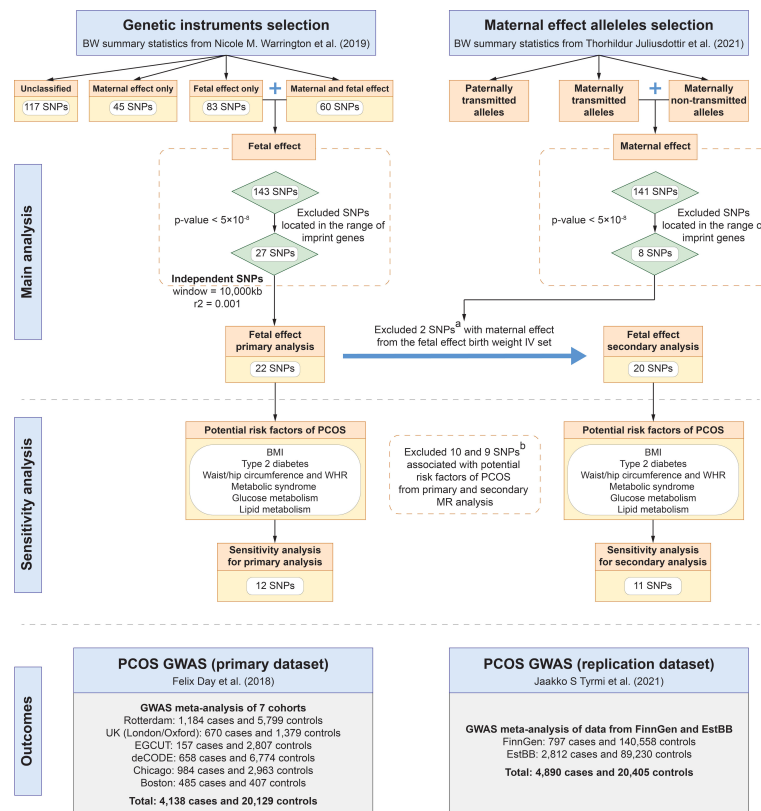 Genetic instruments selection
BW summary statistics from Nicole M. Warrington et al. (2019)
Maternal effect alleles selection
BW summary statistics from Thorhildur Juliusdottir et al. (2021)
Unclassified
117 SNPs
Maternal effect only
45 SNPs
Fetal effect only
83 SNPs
+
Maternal and fetal effect
60 SNPs
Paternally
transmitted
alleles
Maternally
transmitted
alleles
+
Maternally
non-transmitted
alleles
Main analysis
Fetal effect
143 SNPs
p-value < 5×10⁻⁸
Excluded SNPs
located in the range of
imprint genes
27 SNPs
Independent SNPs
window = 10,000kb
r2 = 0.001
Maternal effect
141 SNPs
p-value < 5×10⁻⁸
Excluded SNPs
located in the range of
imprint genes
8 SNPs
Fetal effect
primary analysis
22 SNPs
Excluded 2 SNPsᵃ with maternal effect
from the fetal effect birth weight IV set
Fetal effect
secondary analysis
20 SNPs
Sensitivity analysis
Potential risk factors of PCOS
BMI
Type 2 diabetes
Waist/hip circumference and WHR
Metabolic syndrome
Glucose metabolism
Lipid metabolism
Excluded 10 and 9 SNPsᵇ
associated with potential
risk factors of PCOS
from primary and secondary
MR analysis
Potential risk factors of PCOS
BMI
Type 2 diabetes
Waist/hip circumference and WHR
Metabolic syndrome
Glucose metabolism
Lipid metabolism
Sensitivity analysis
for primary analysis
12 SNPs
Sensitivity analysis
for secondary analysis
11 SNPs
Outcomes
PCOS GWAS (primary dataset)
Felix Day et al. (2018)
GWAS meta-analysis of 7 cohorts
Rotterdam: 1,184 cases and 5,799 controls
UK (London/Oxford): 670 cases and 1,379 controls
EGCUT: 157 cases and 2,807 controls
deCODE: 658 cases and 6,774 controls
Chicago: 984 cases and 2,963 controls
Boston: 485 cases and 407 controls
Total: 4,138 cases and 20,129 controls
PCOS GWAS (replication dataset)
Jaakko S Tyrmi et al. (2021)
GWAS meta-analysis of data from FinnGen and EstBB
FinnGen: 797 cases and 140,558 controls
EstBB: 2,812 cases and 89,230 controls
Total: 4,890 cases and 20,405 controls